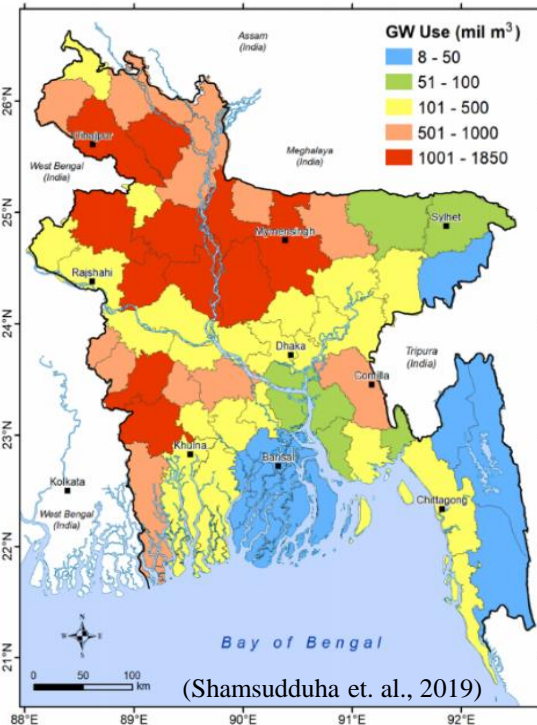 GW Use (mil m³)
8 - 50
51 - 100
101 - 500
501 - 1000
1001 - 1850
Assam
(India)
26°N
Dinajpur
West Bengal
(India)
Meghalaya
(India)
25°N
Sylhet
Mymensingh
Rajshahi
24°N
Dhaka
Tripura
(India)
Comilla
23°N
Khulna
Barisal
Kolkata
Chittagong
West Bengal
(India)
22°N
Bay of Bengal
N
W E
S
21°N
0 50 100
km
(Shamsudduha et. al., 2019)
88°E 89°E 90°E 91°E 92°E